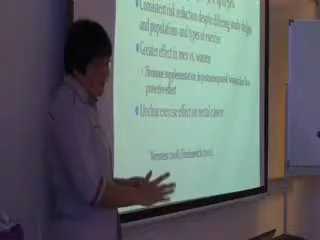 Consistent risk reduction despite differing study designs
and populations and types of exercise
Greater effect in men vs. women
Hormone supplementation in postmenopausal women also has
protective effect
Unclear exercise effect on rectal cancer